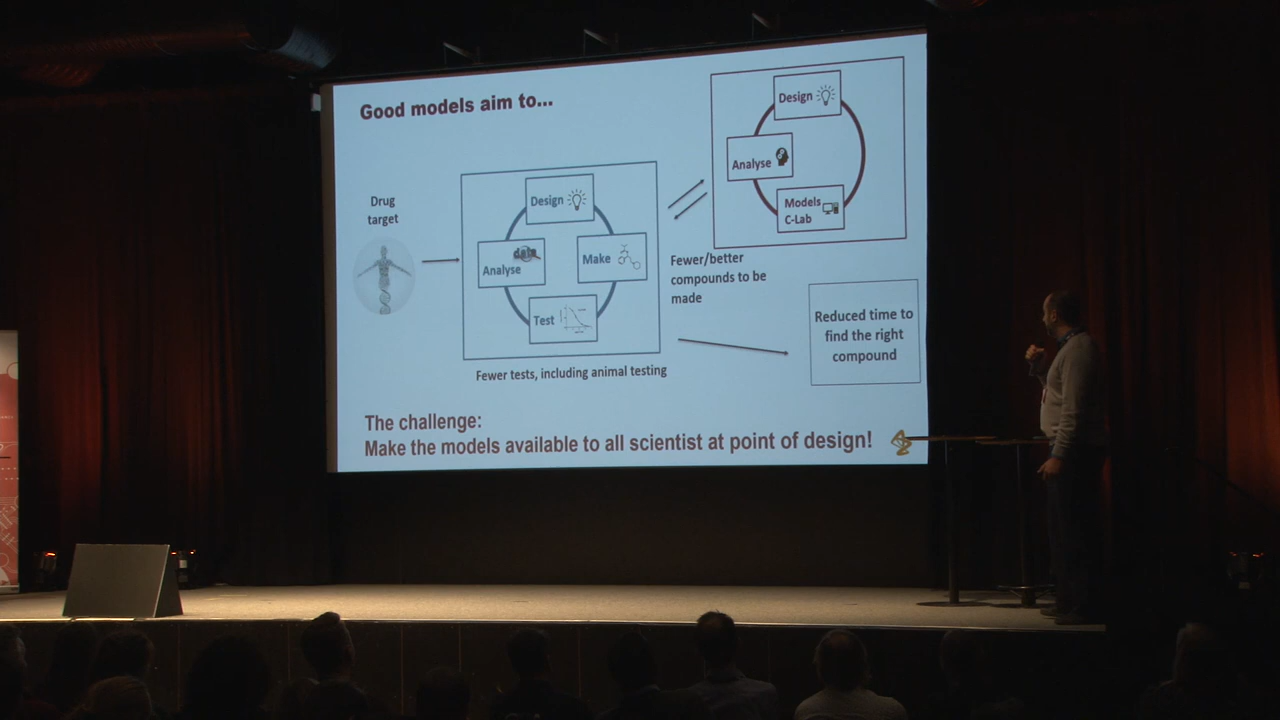 Good models aim to...
Drug
target
Design
Analyse
data
Make
Test
Fewer tests, including animal testing
Design
Analyse
Models
C-Lab
Fewer/better
compounds to be
made
Reduced time to
find the right
compound
The challenge:
Make the models available to all scientist at point of design!